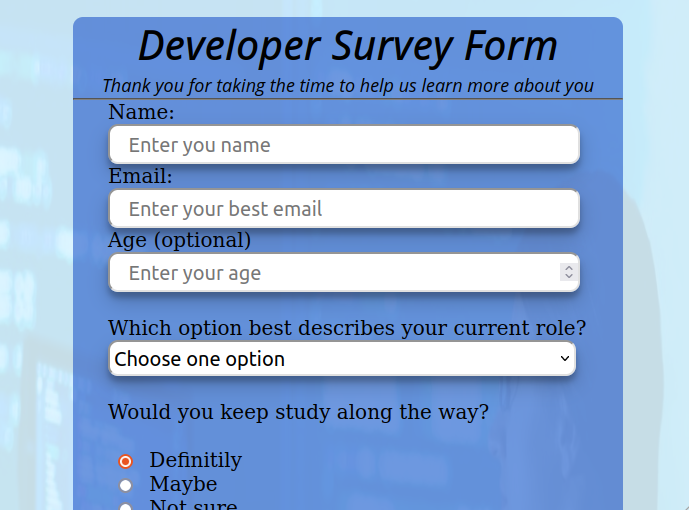 Developer Survey Form
Thank you for taking the time to help us learn more about you
Name:
Enter you name
Email:
Enter your best email
Age (optional)
Enter your age
Which option best describes your current role?
Choose one option
Would you keep study along the way?
Definitily
Maybe
Not sure